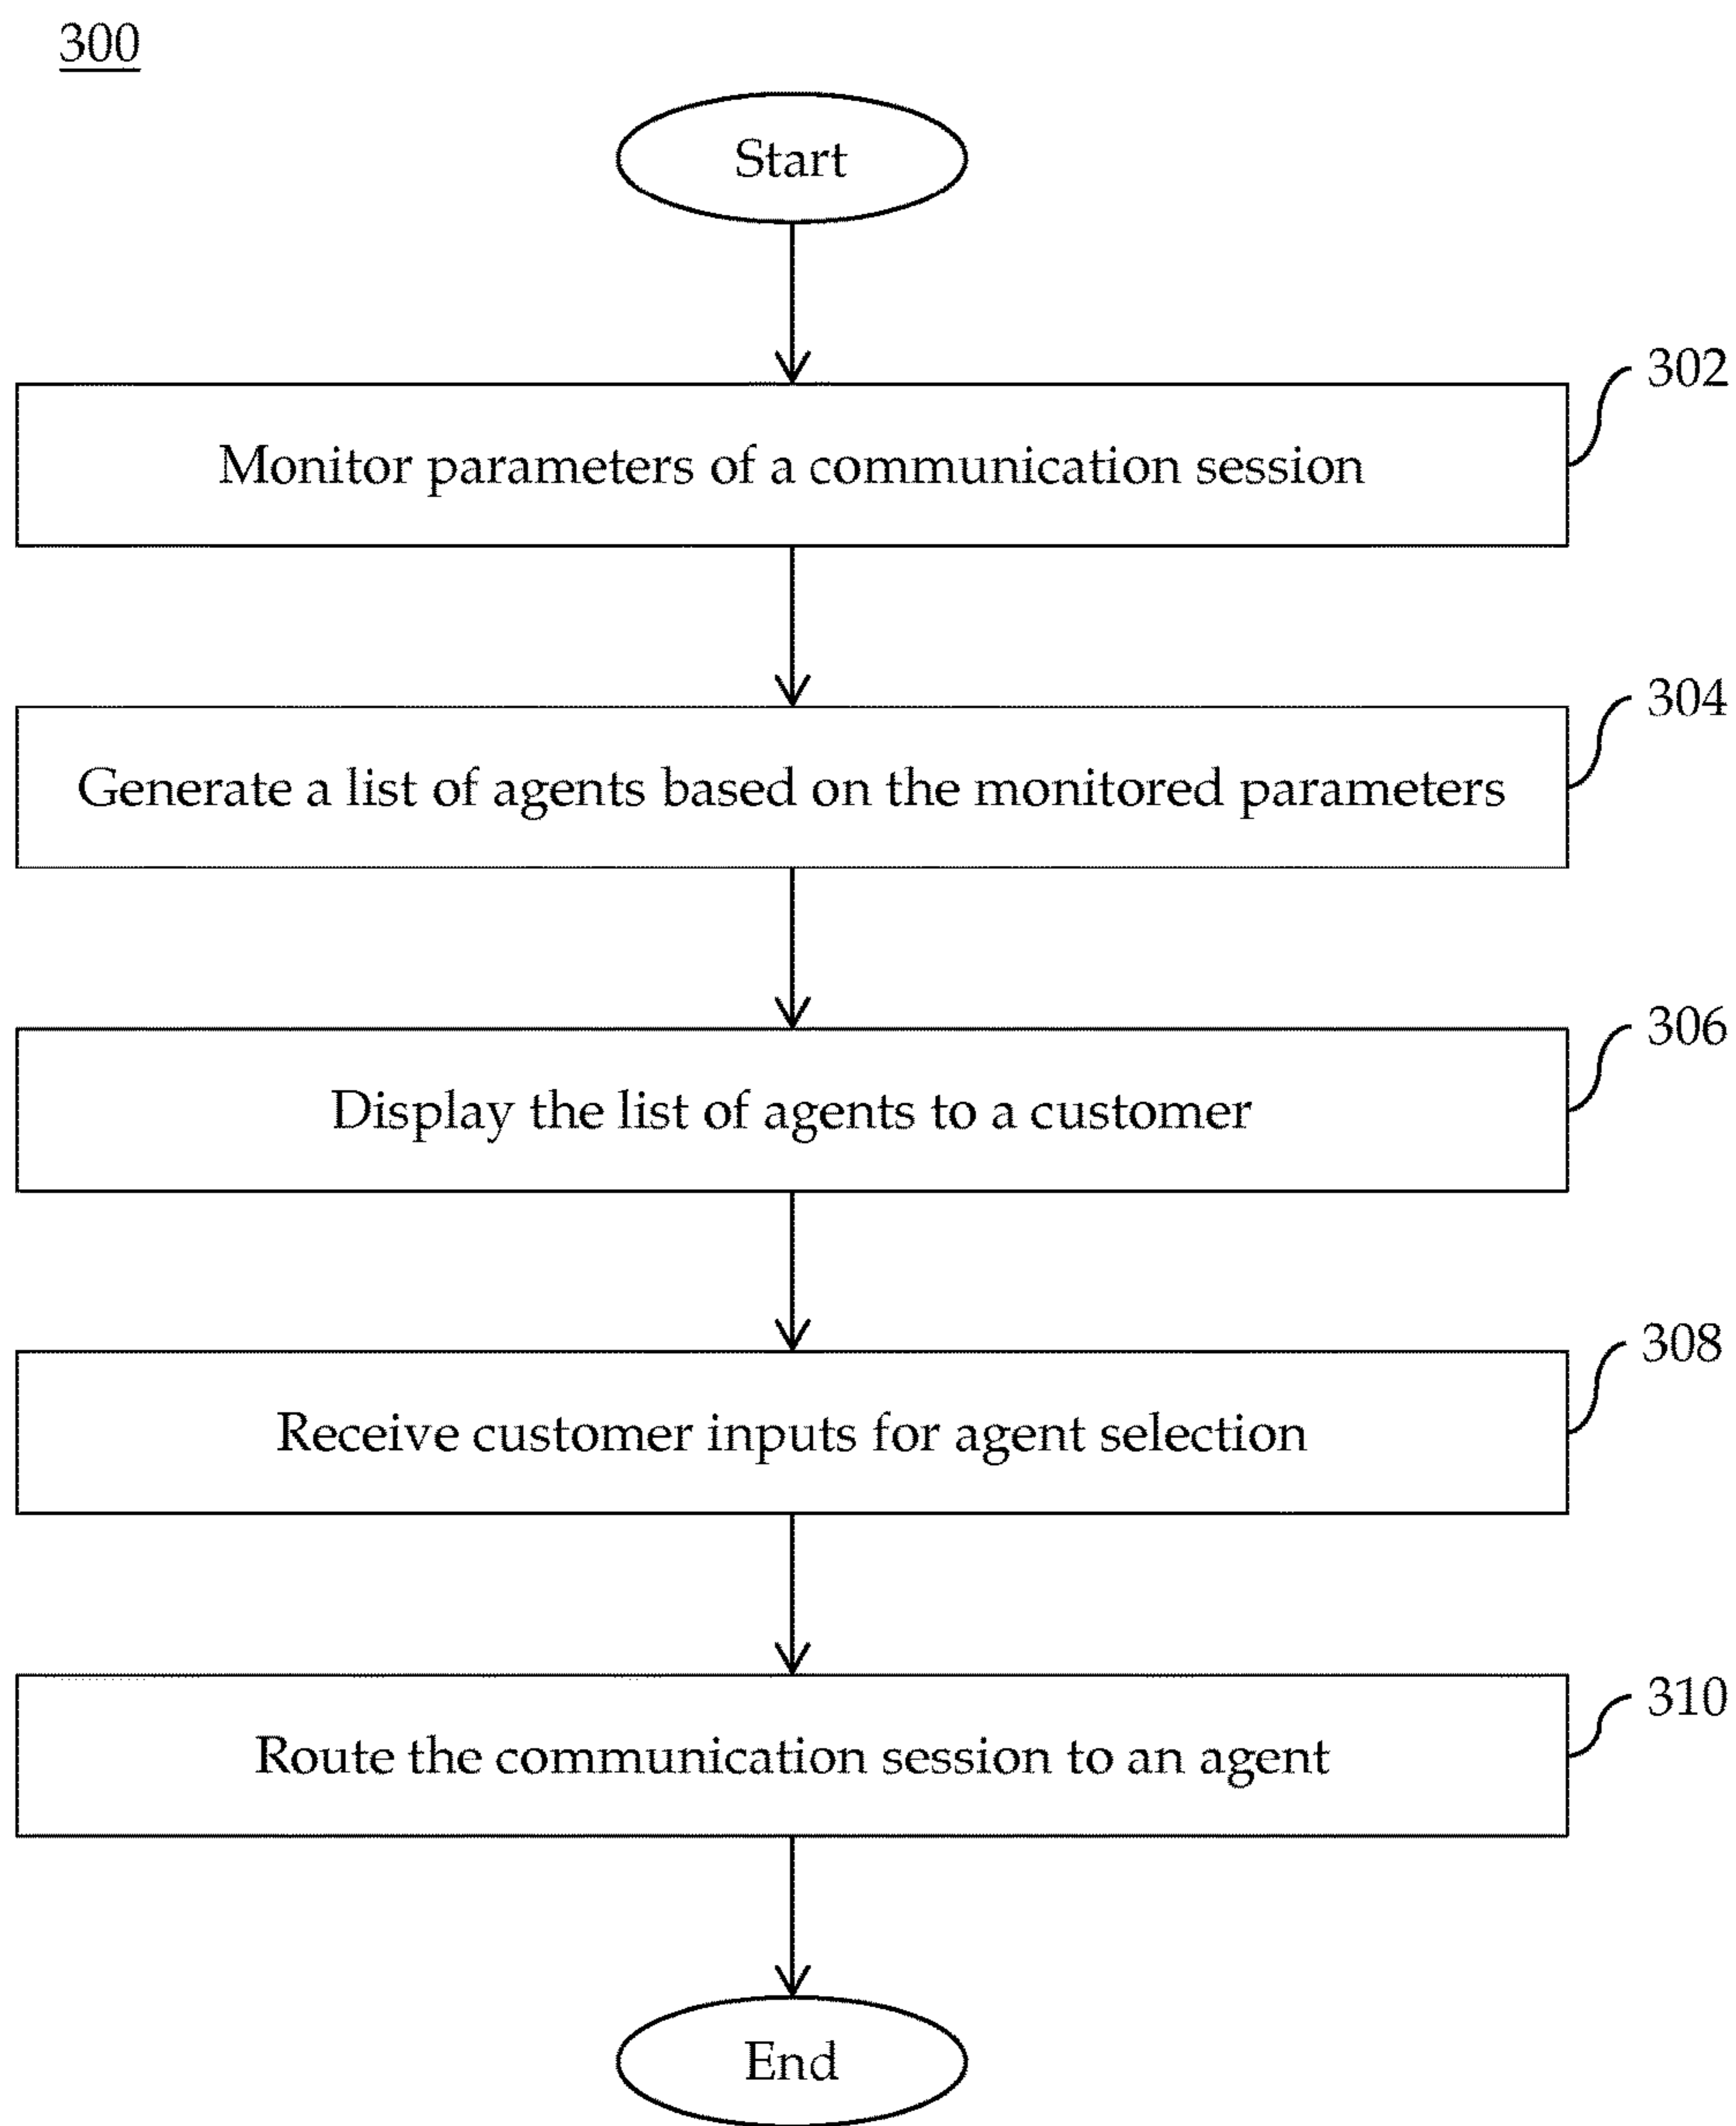 300
Start
302
Monitor parameters of a communication session
304
Generate a list of agents based on the monitored parameters
306
Display the list of agents to a customer
308
Receive customer inputs for agent selection
310
Route the communication session to an agent
End